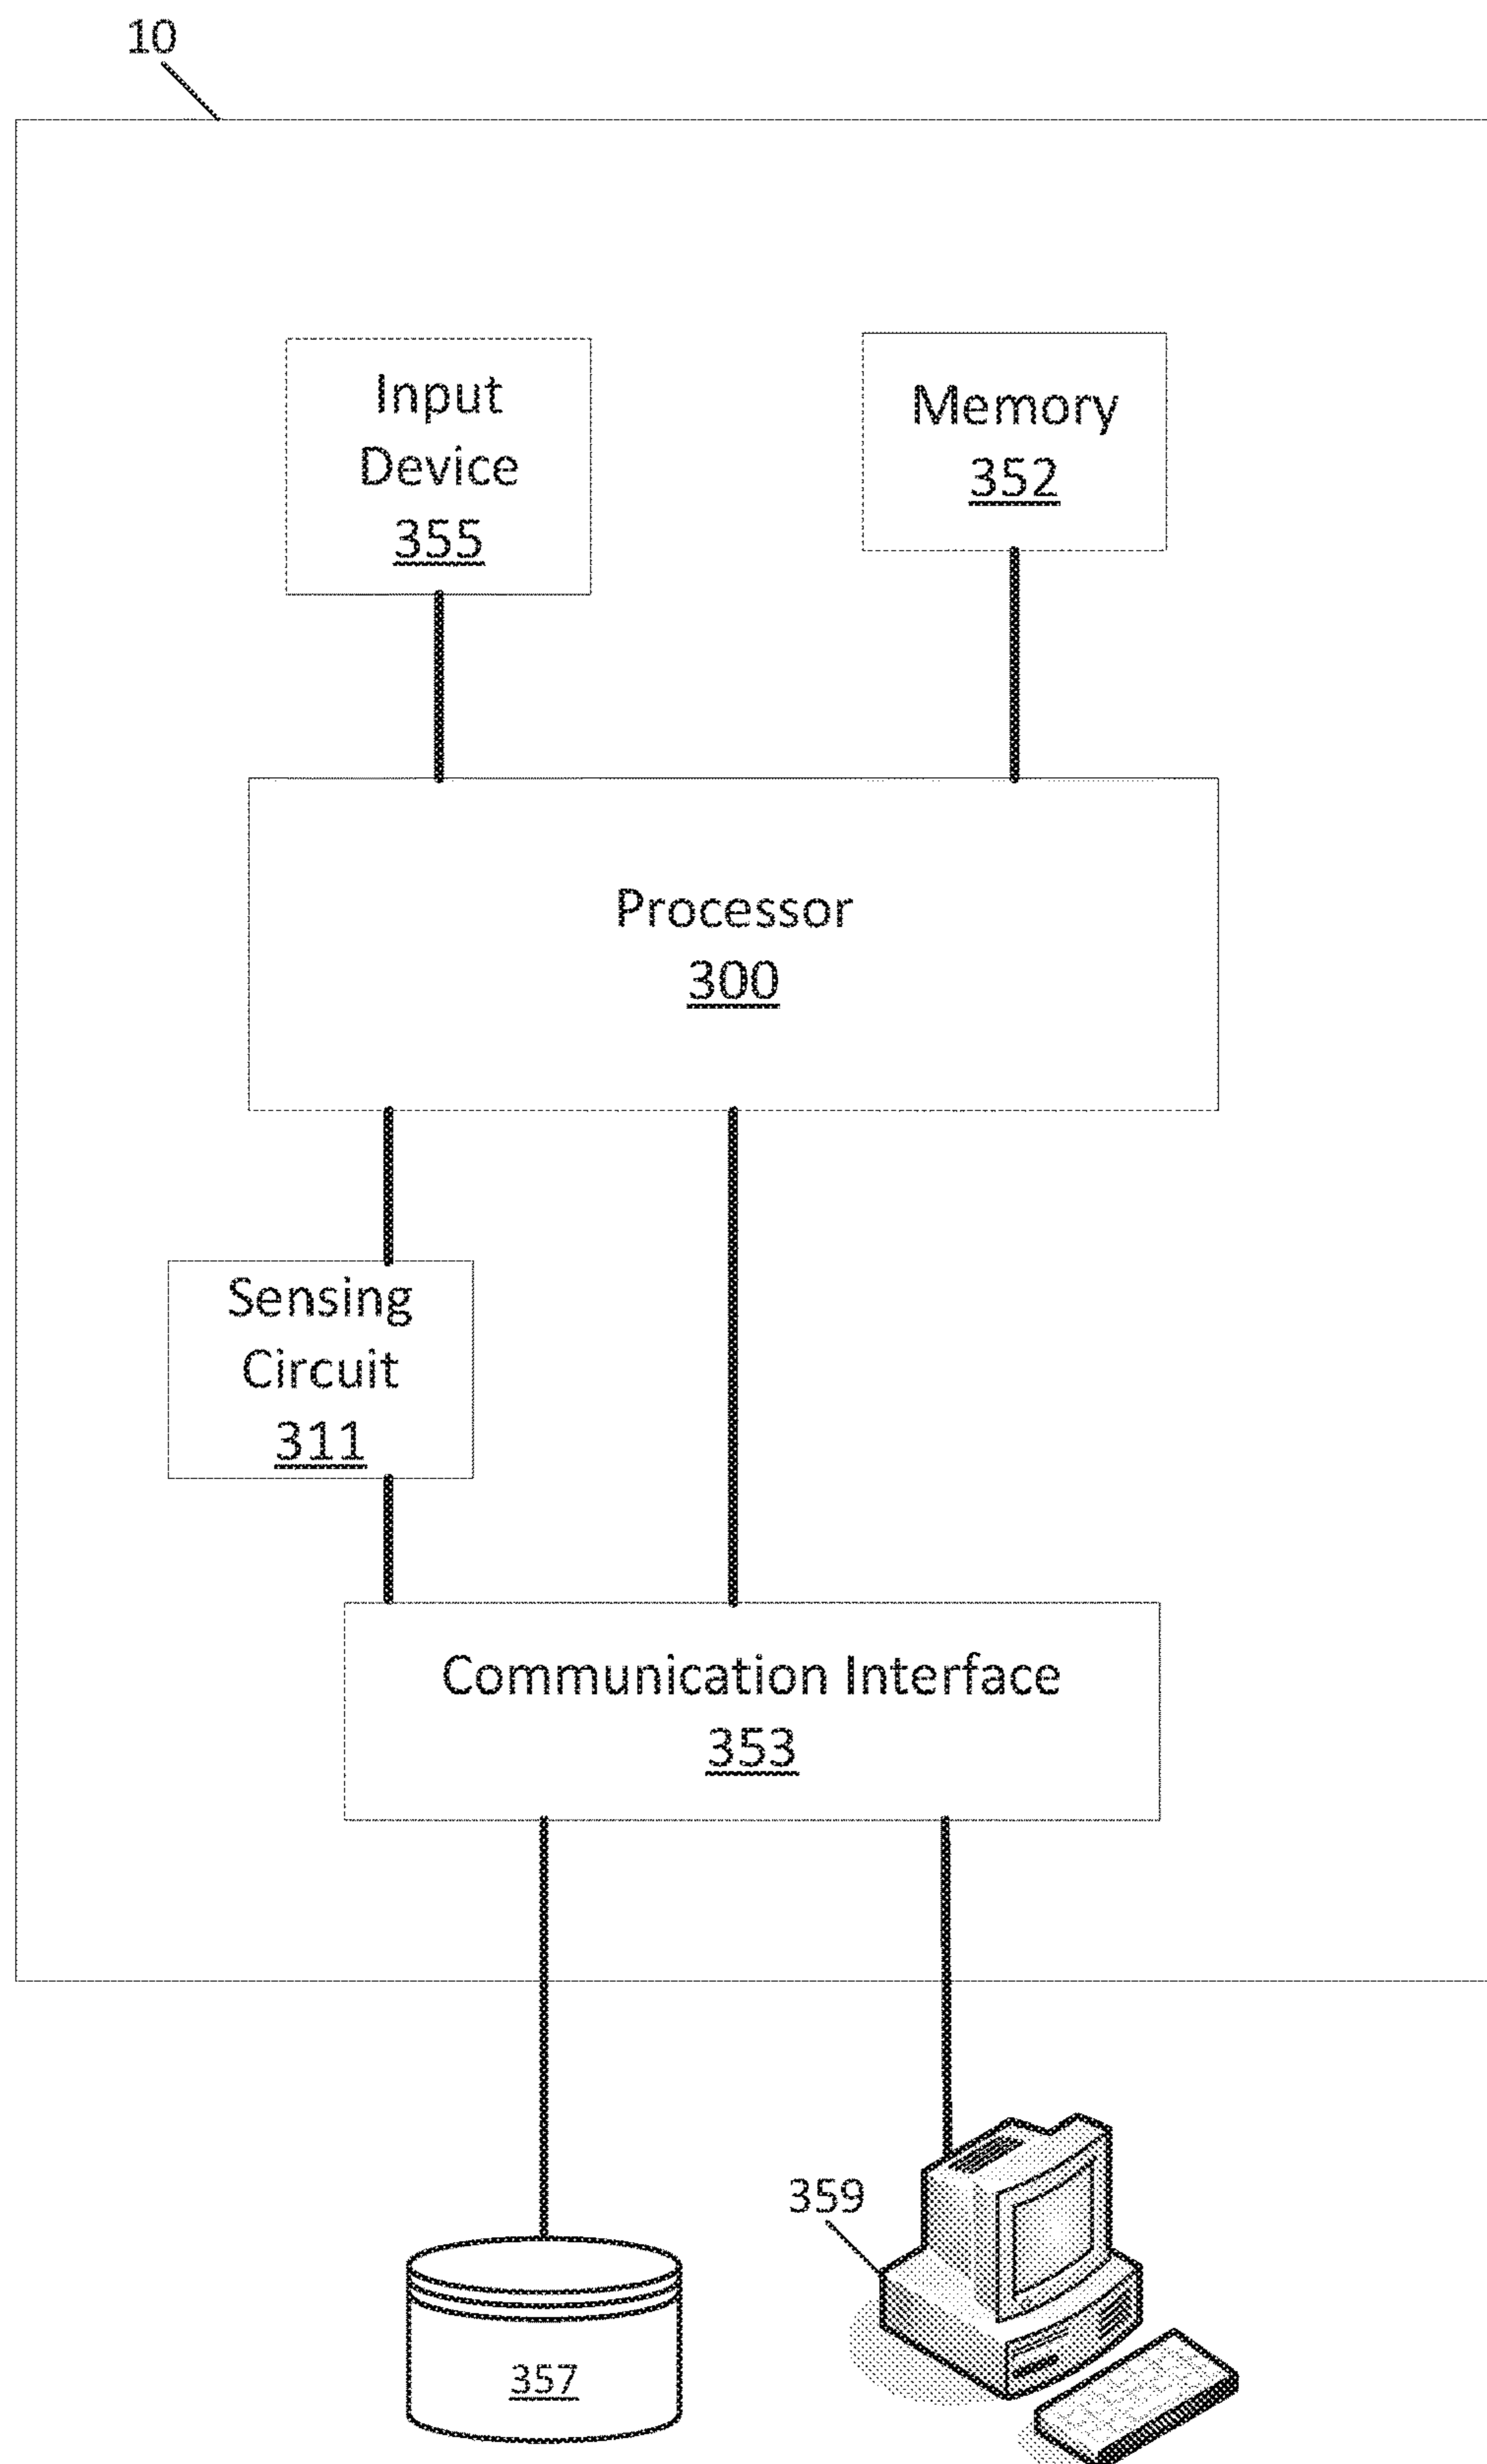 10
Input
Device
355
Memory
352
Processor
300
Sensing
Circuit
311
Communication Interface
353
359
357